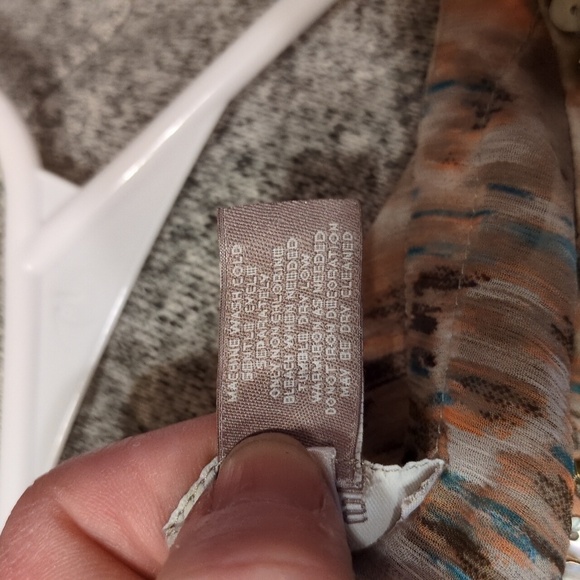 MACHINE WASH COLD
GENTLE CYCLE
SEPARATELY
ONLY NON-CHLORINE
BLEACH WHEN NEEDED
TUMBLE DRY LOW
WARM IRON AS NEEDED
DO NOT IRON DECORATION
MAY BE DRY CLEANED